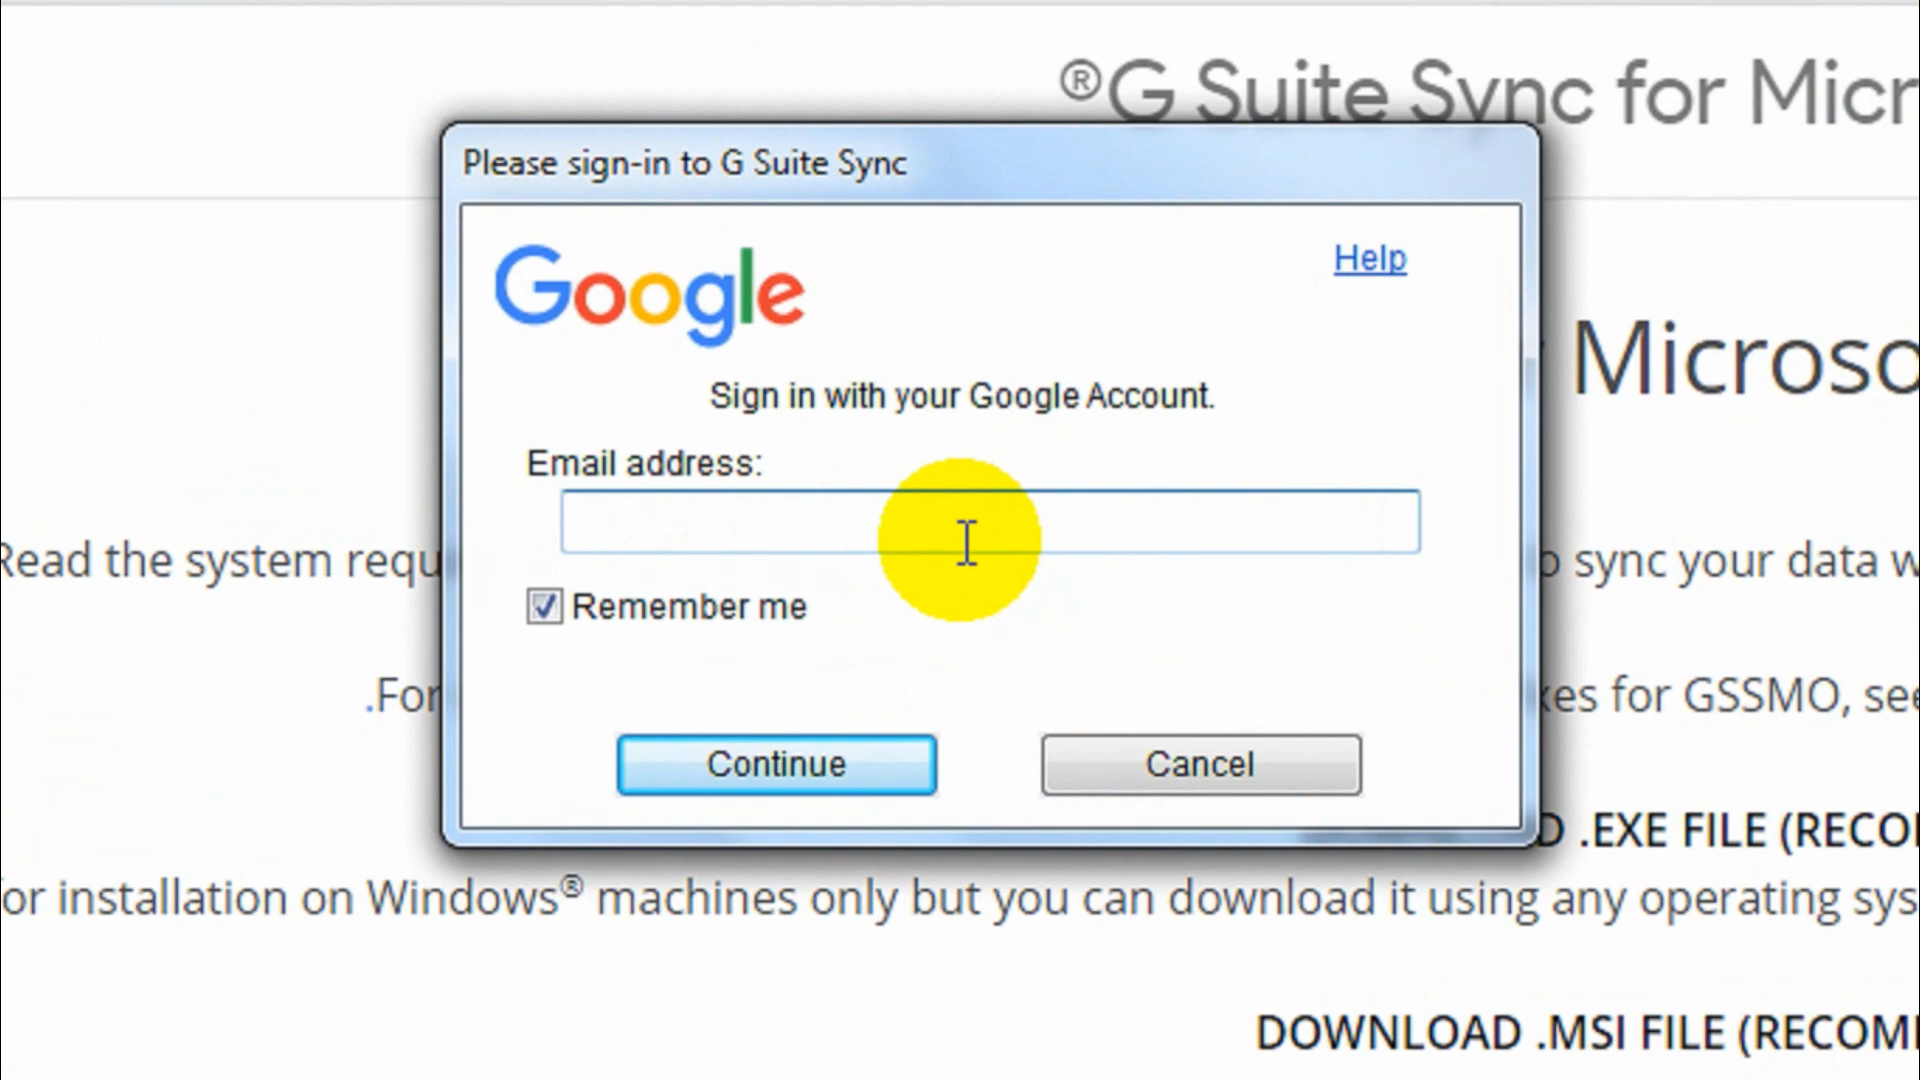 ®G Suite Sync for Micr
Please sign-in to G Suite Sync
Google
Help
Microso
Sign in with your Google Account.
Email address:
Read the system requ
o sync your data w
Remember me
.For
xes for GSSMO, see
Continue
Cancel
D .EXE FILE (RECO
or installation on Windows® machines only but you can download it using any operating sys
DOWNLOAD .MSI FILE (RECOM